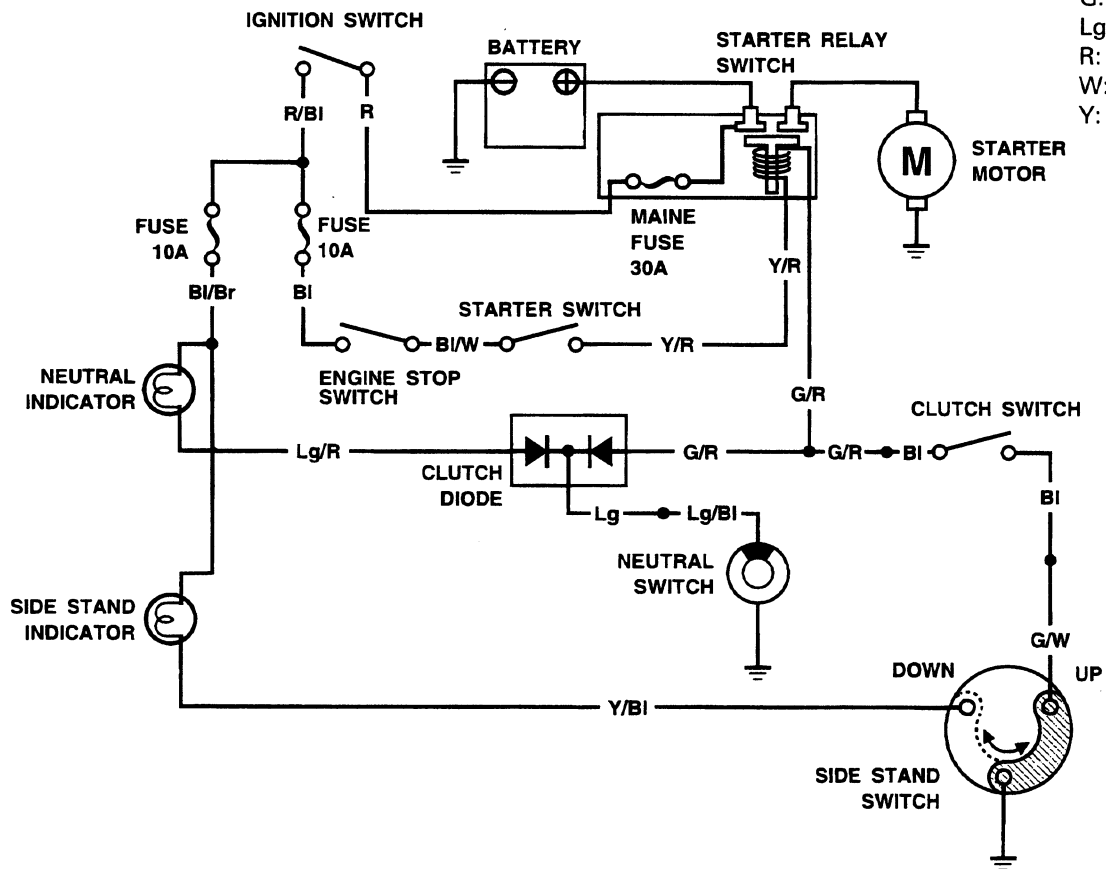 G:
Lg
R:
W:
Y:
IGNITION SWITCH
BATTERY
STARTER RELAY
SWITCH
R/Bl
R
M
STARTER
MOTOR
FUSE
10A
FUSE
10A
MAINE
FUSE
30A
Y/R
Bl/Br
Bl
STARTER SWITCH
Bl/W
Y/R
ENGINE STOP
SWITCH
NEUTRAL
INDICATOR
G/R
CLUTCH SWITCH
Lg/R
CLUTCH
DIODE
G/R
G/R
Bl
Bl
Lg
Lg/Bl
NEUTRAL
SWITCH
SIDE STAND
INDICATOR
G/W
DOWN
UP
Y/Bl
SIDE STAND
SWITCH